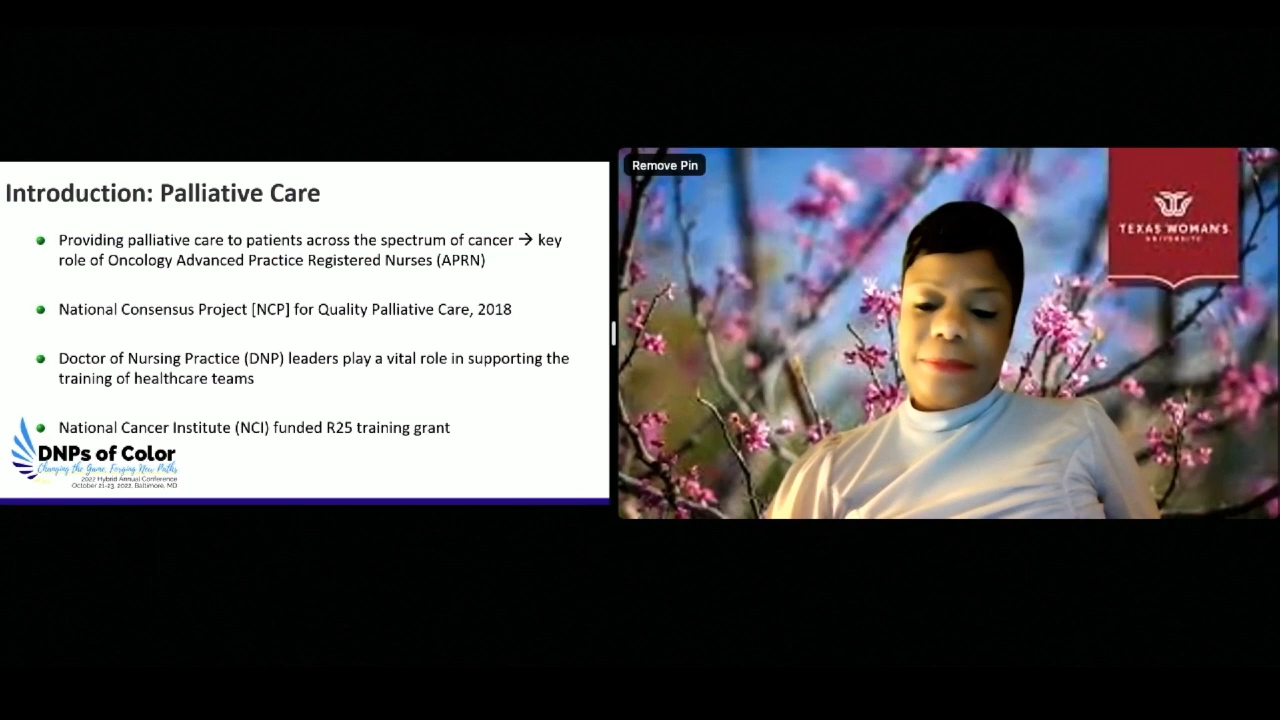 Introduction: Palliative Care
Providing palliative care to patients across the spectrum of cancer → key
role of Oncology Advanced Practice Registered Nurses (APRN)
National Consensus Project [NCP] for Quality Palliative Care, 2018
Doctor of Nursing Practice (DNP) leaders play a vital role in supporting the
training of healthcare teams
National Cancer Institute (NCI) funded R25 training grant
DNPs of Color
Changing the Game, Forging New Paths
2022 Hybrid Annual Conference
October 21-23, 2022, Baltimore, MD
Remove Pin
TEXAS WOMAN'S
UNIVERSITY